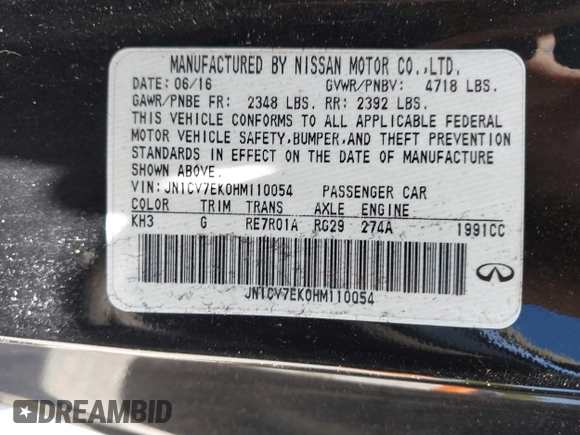 MANUFACTURED BY NISSAN MOTOR CO.,LTD.
DATE: 06/16 GVWR/PNBV: 4718 LBS.
GAWR/PNBE FR: 2348 LBS. RR: 2392 LBS.
THIS VEHICLE CONFORMS TO ALL APPLICABLE FEDERAL
MOTOR VEHICLE SAFETY,BUMPER,AND THEFT PREVENTION
STANDARDS IN EFFECT ON THE DATE OF MANUFACTURE
SHOWN ABOVE.
VIN: JN1CV7EK0HM110054 PASSENGER CAR
COLOR TRIM TRANS AXLE ENGINE
KH3 G RE7R01A RG29 274A 1991CC
JN1CV7EK0HM110054
DREAMBID